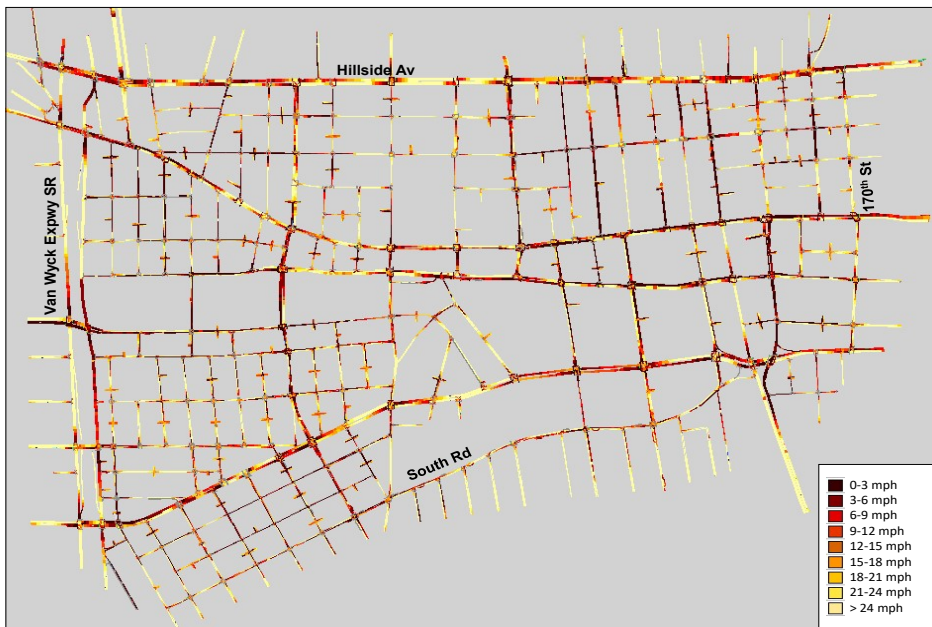 Hillside Av
Van Wyck Expwy SR
170th St
South Rd
0-3 mph
3-6 mph
6-9 mph
9-12 mph
12-15 mph
15-18 mph
18-21 mph
21-24 mph
> 24 mph